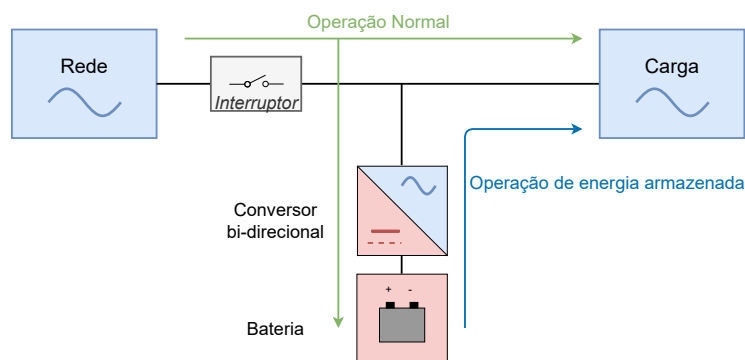 Operação Normal
Rede
Carga
Interruptor
Operação de energia armazenada
Conversor
bi-direcional
+ -
Bateria